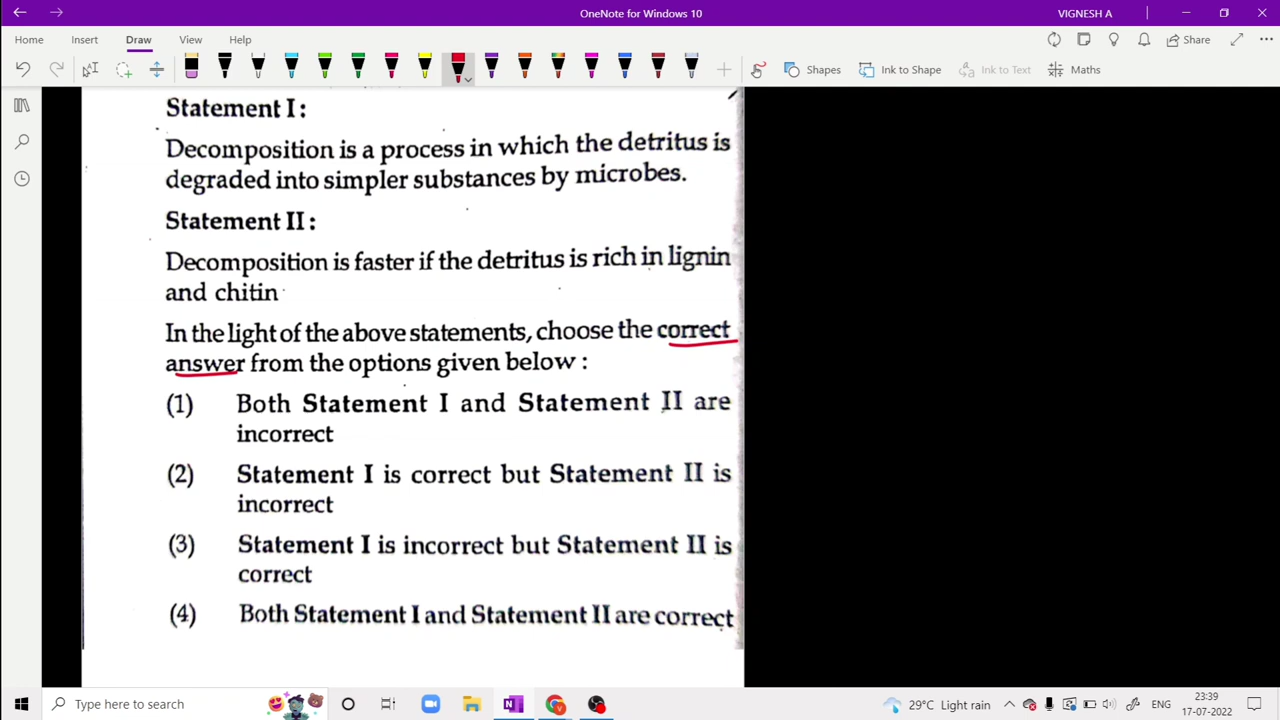 OneNote for Windows 10
VIGNESH A
Home Insert Draw View Help
Share
Shapes
Ink to Shape
Ink to Text
Maths
Statement I :
Decomposition is a process in which the detritus is
degraded into simpler substances by microbes.
Statement II :
Decomposition is faster if the detritus is rich in lignin
and chitin
In the light of the above statements, choose the correct
answer from the options given below :
(1) Both Statement I and Statement II are
incorrect
(2) Statement I is correct but Statement II is
incorrect
(3) Statement I is incorrect but Statement II is
correct
(4) Both Statement I and Statement II are correct
Type here to search
29°C Light rain
ENG
23:39
17-07-2022